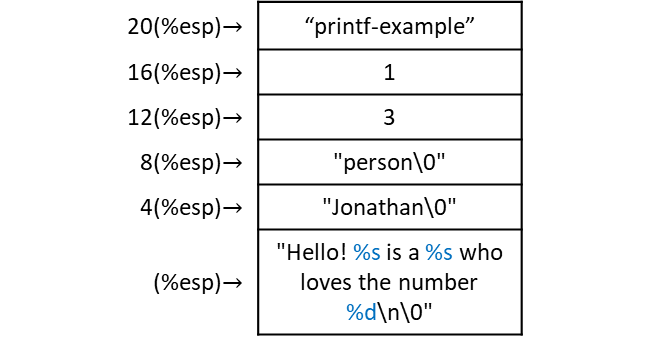 20(%esp)→ “printf-example”
16(%esp)→ 1
12(%esp)→ 3
8(%esp)→ "person\0"
4(%esp)→ "Jonathan\0"
"Hello! %s is a %s who
(%esp)→ loves the number
%d\n\0"